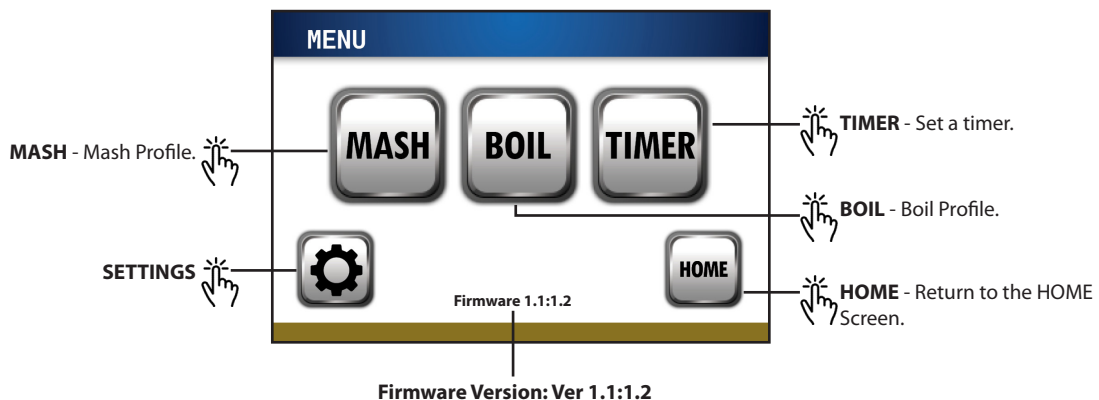 MENU
MASH
BOIL
TIMER
TIMER - Set a timer.
MASH - Mash Profile.
BOIL - Boil Profile.
SETTINGS
HOME
Firmware 1.1:1.2
HOME - Return to the HOME
Screen.
Firmware Version: Ver 1.1:1.2